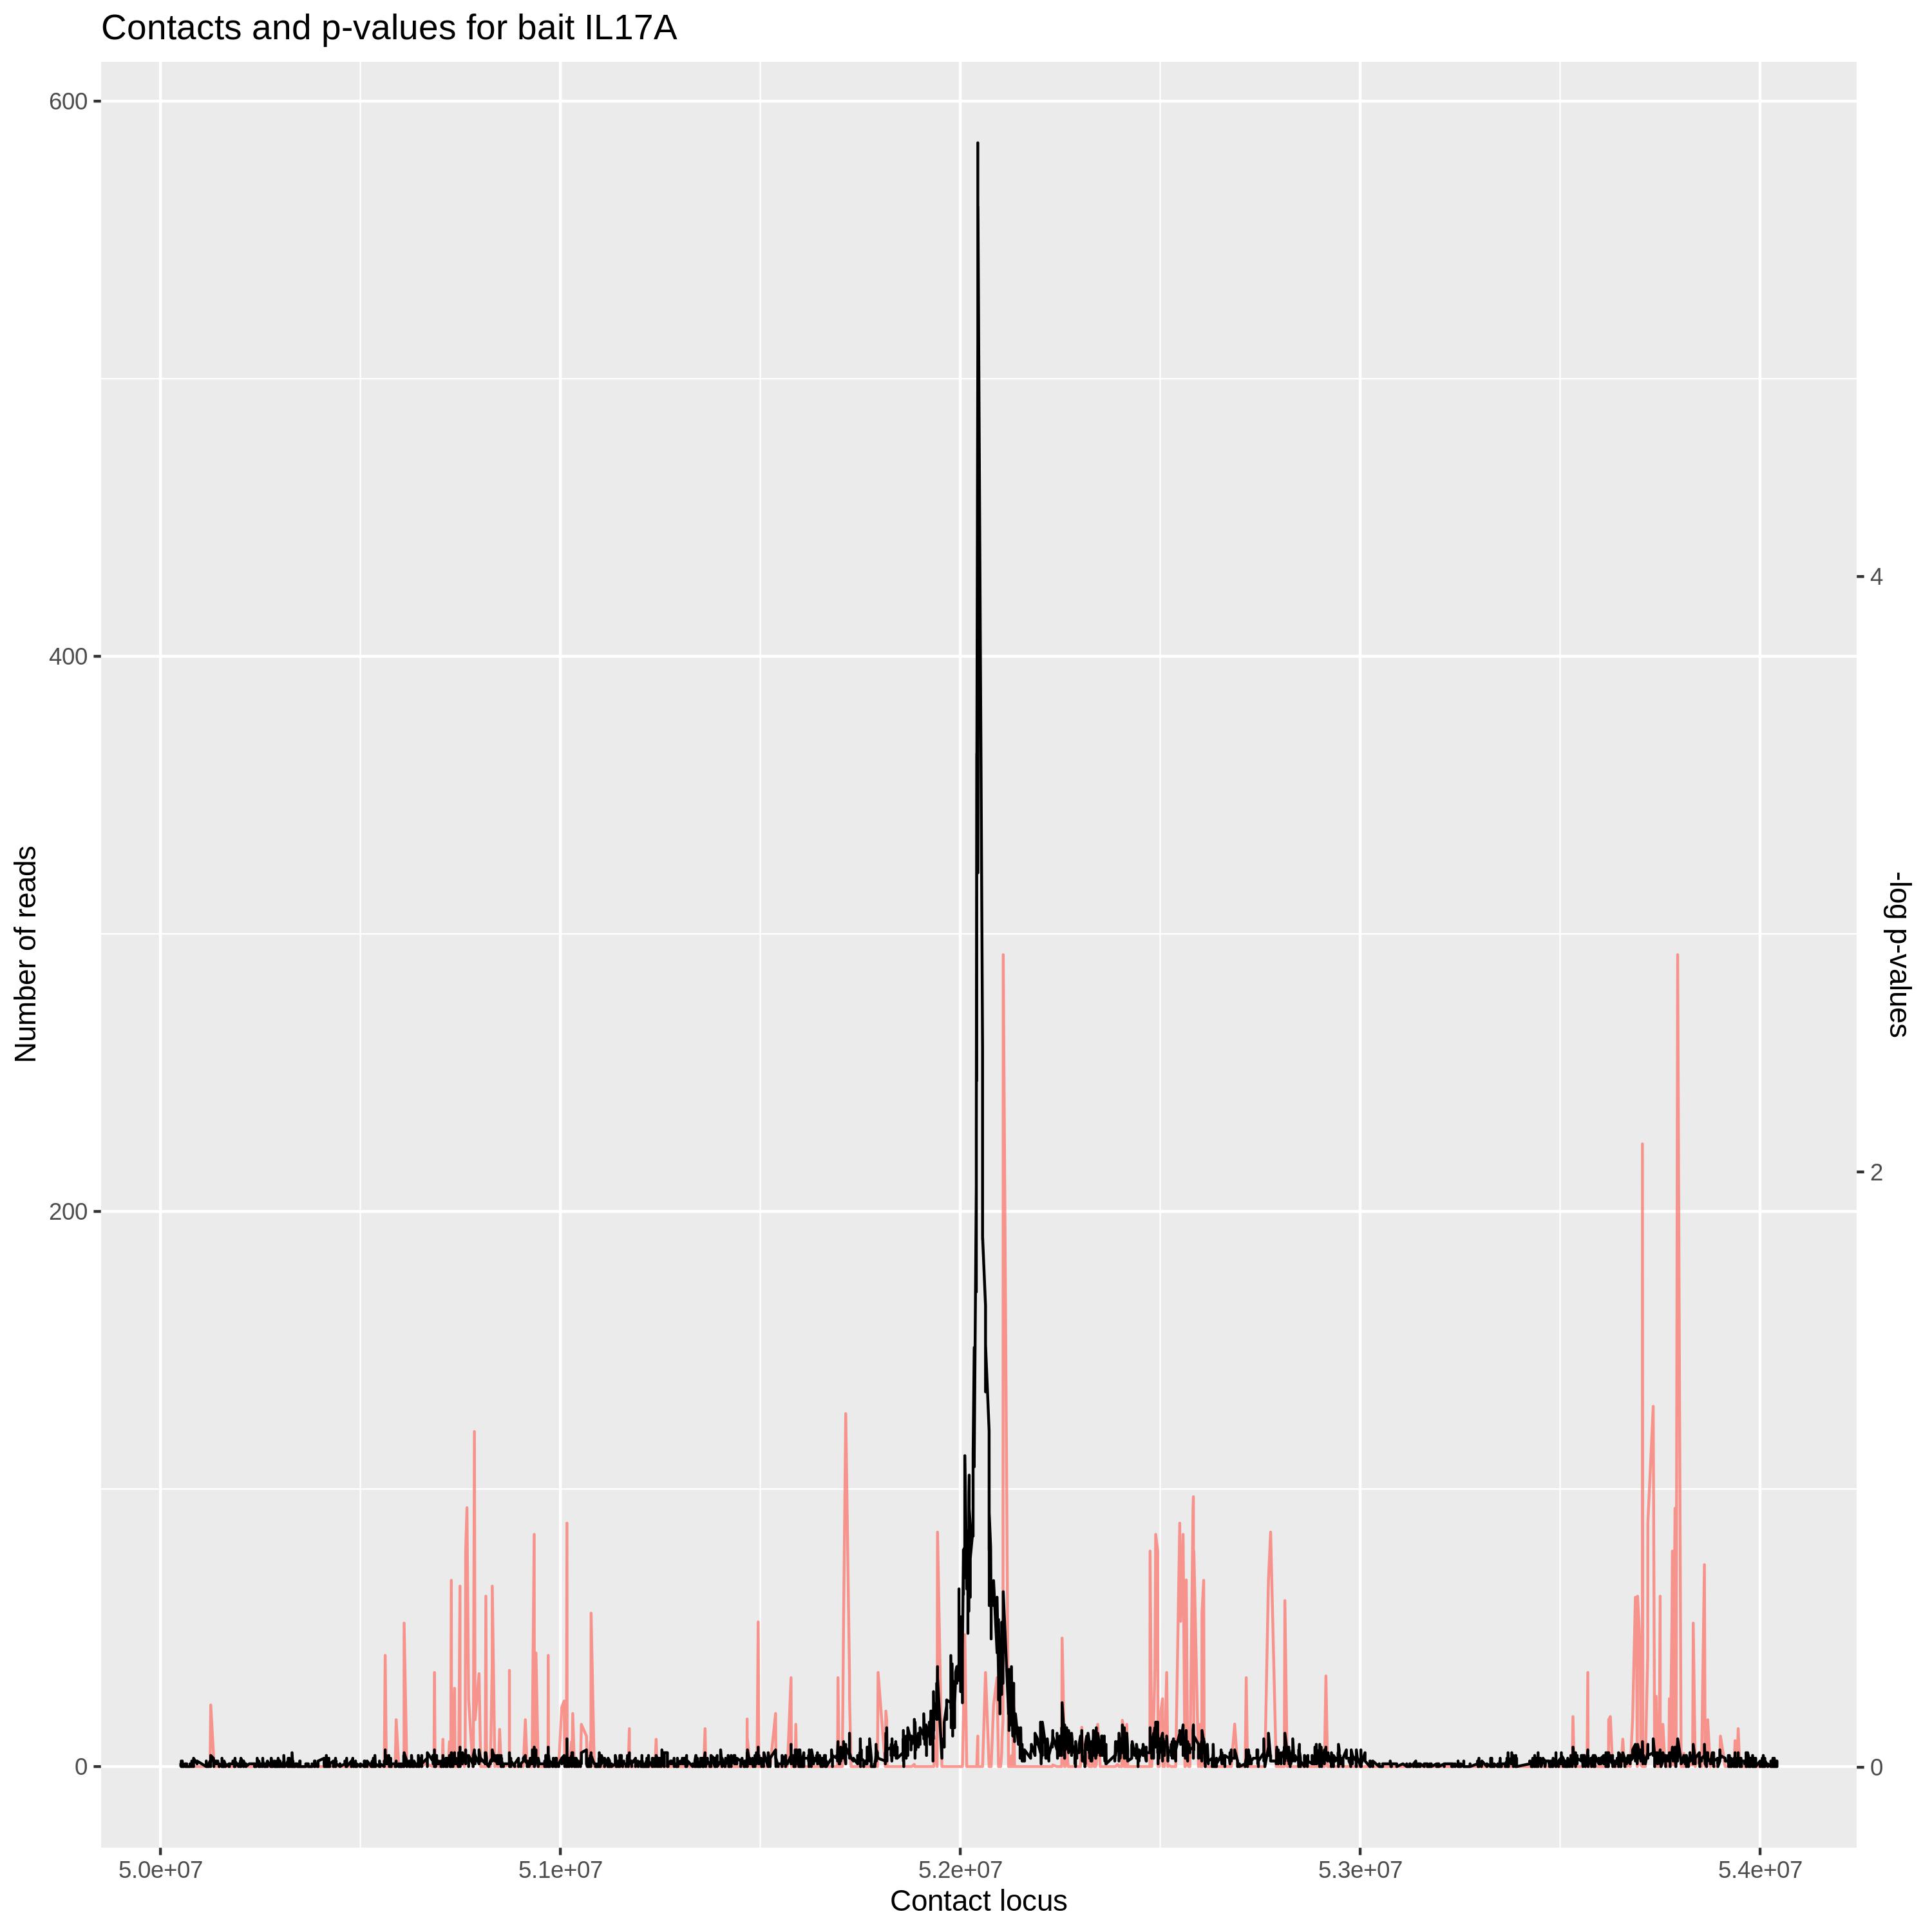 Contacts and p-values for bait IL17A
600
400
200
0
Number of reads
4
2
0
-log p-values
5.0e+07
5.1e+07
5.2e+07
5.3e+07
5.4e+07
Contact locus